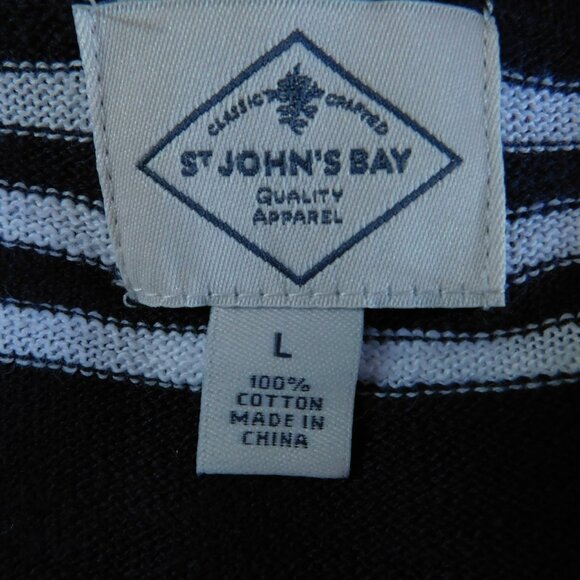 CLASSIC CRAFTED
ST JOHN'S BAY
QUALITY
APPAREL
L
100%
COTTON
MADE IN
CHINA